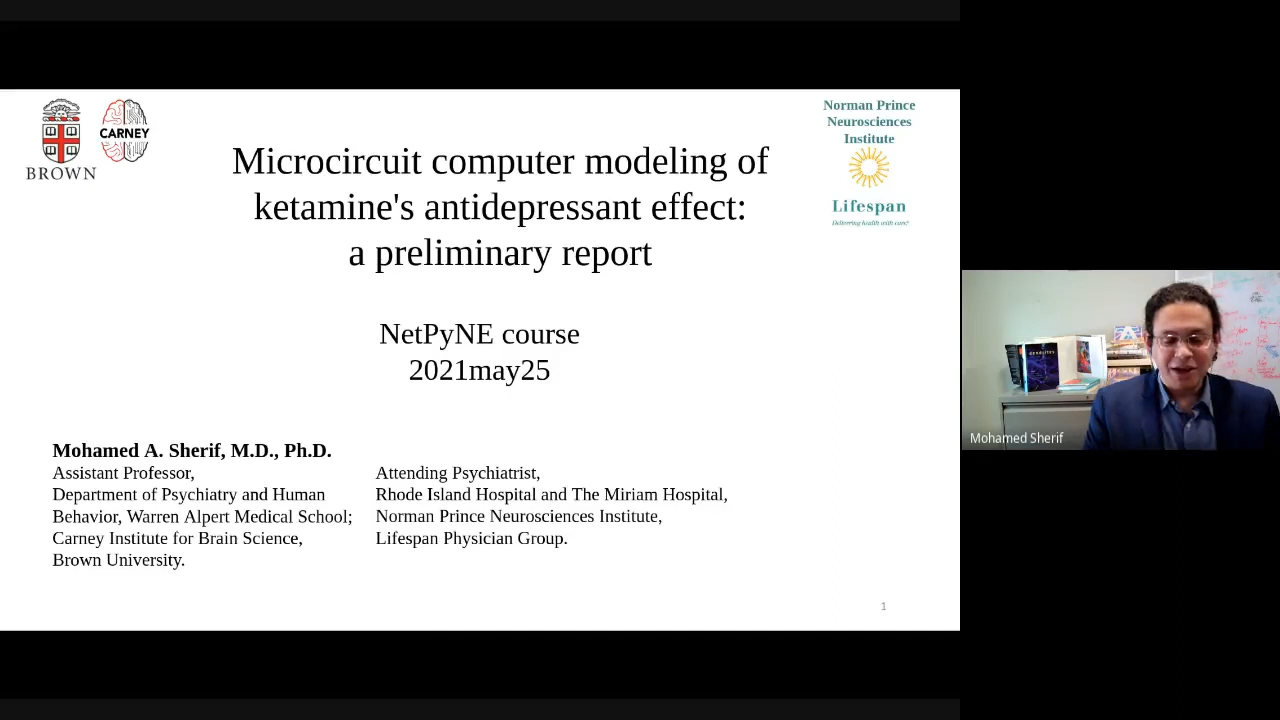 BROWN
CARNEY
Norman Prince
Neurosciences
Institute
Lifespan
Delivering health with care!
Microcircuit computer modeling of
ketamine's antidepressant effect:
a preliminary report
NetPyNE course
2021may25
Mohamed A. Sherif, M.D., Ph.D.
Assistant Professor,
Department of Psychiatry and Human
Behavior, Warren Alpert Medical School;
Carney Institute for Brain Science,
Brown University.
Attending Psychiatrist,
Rhode Island Hospital and The Miriam Hospital,
Norman Prince Neurosciences Institute,
Lifespan Physician Group.
1
Mohamed Sherif